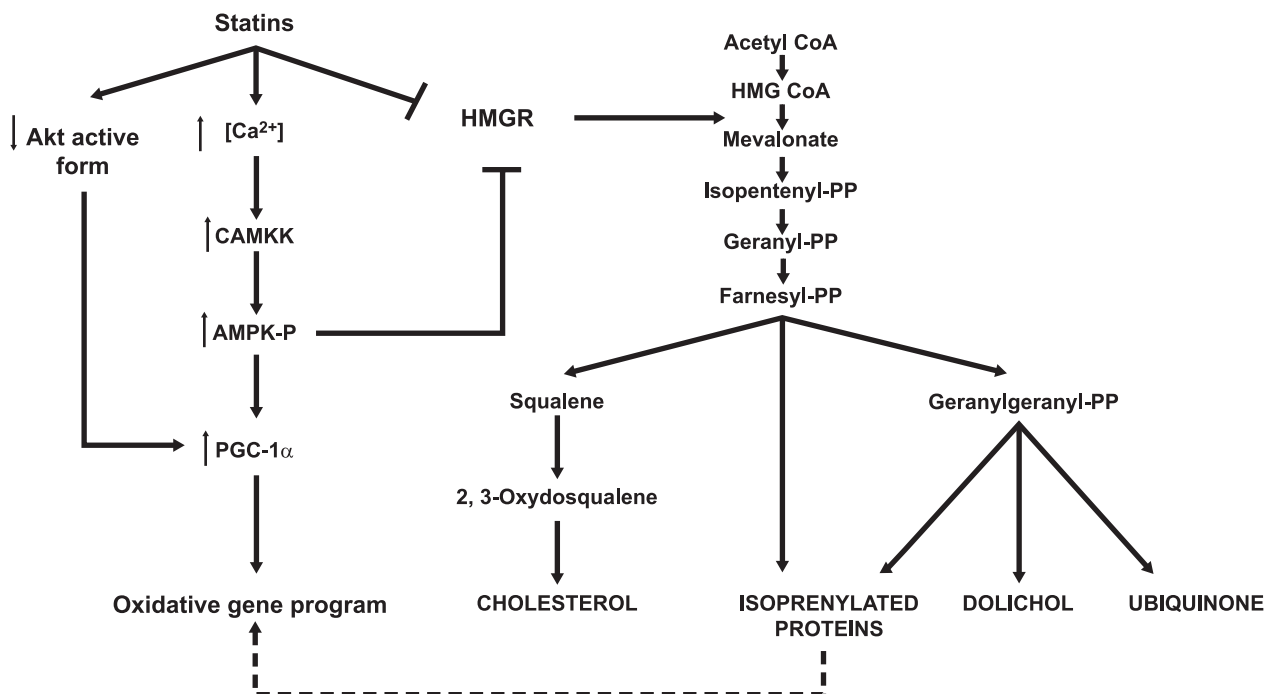 Statins
Akt active
form
[Ca²⁺]
CAMKK
AMPK-P
PGC-1α
Oxidative gene program
HMGR
Acetyl CoA
HMG CoA
Mevalonate
Isopentenyl-PP
Geranyl-PP
Farnesyl-PP
Squalene
2, 3-Oxydosqualene
CHOLESTEROL
Geranylgeranyl-PP
ISOPRENYLATED
PROTEINS
DOLICHOL
UBIQUINONE